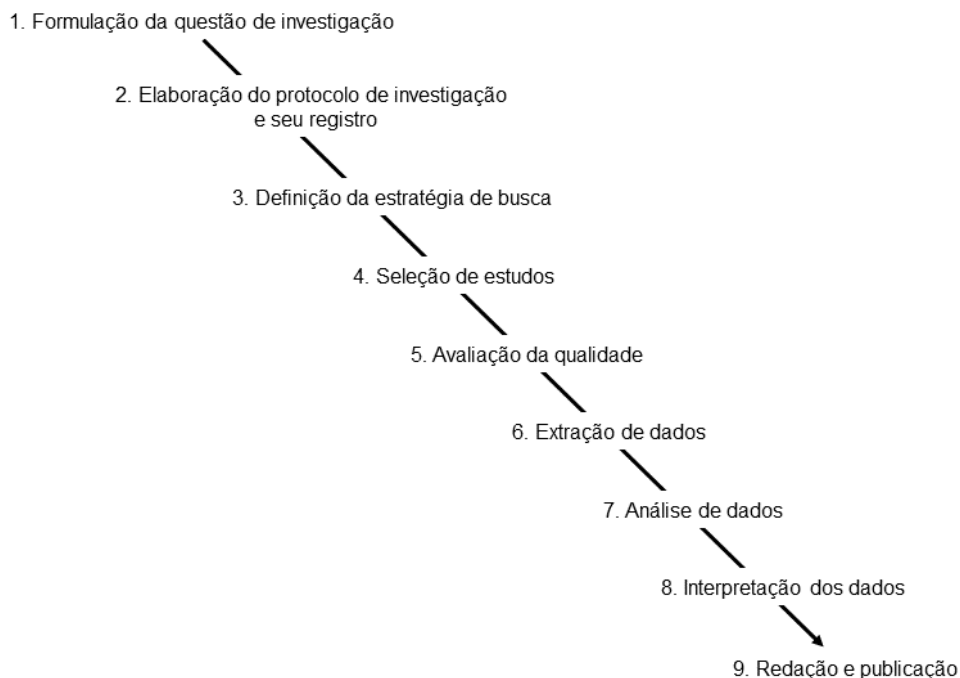 1. Formulação da questão de investigação
2. Elaboração do protocolo de investigação
e seu registro
3. Definição da estratégia de busca
4. Seleção de estudos
5. Avaliação da qualidade
6. Extração de dados
7. Análise de dados
8. Interpretação dos dados
9. Redação e publicação